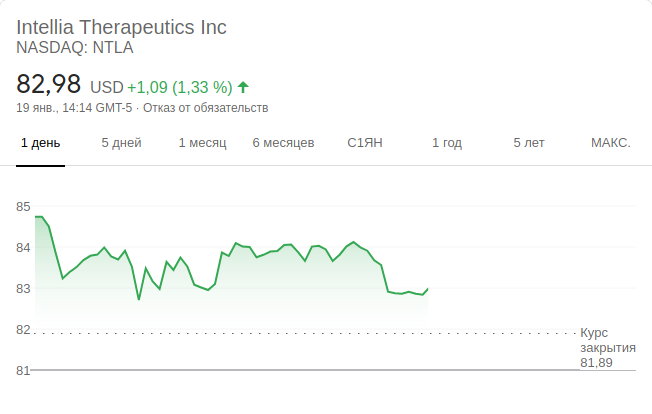 Intellia Therapeutics Inc
NASDAQ: NTLA
82,98 USD +1,09 (1,33 %)
19 янв., 14:14 GMT-5 · Отказ от обязательств
1 день 5 дней 1 месяц 6 месяцев С1ЯН 1 год 5 лет МАКС.
85
84
83
82
Курс
закрытия
81,89
81